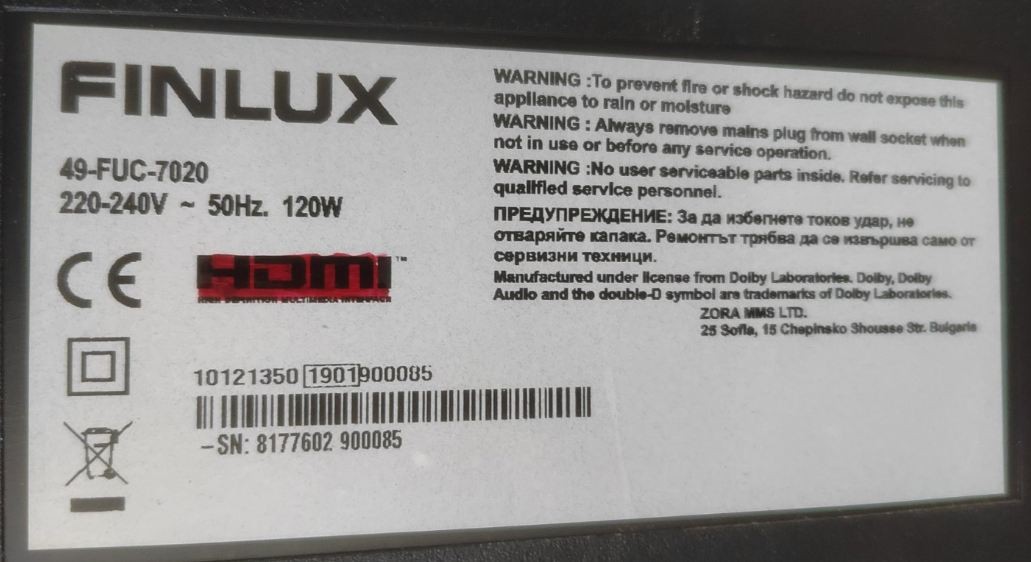 FINLUX
49-FUC-7020
220-240V ~ 50Hz. 120W
CE
HDMI™
HIGH DEFINITION MULTIMEDIA INTERFACE
10121350 1901 900085
–SN: 8177602 900085
WARNING :To prevent fire or shock hazard do not expose this
appliance to rain or moisture
WARNING : Always remove mains plug from wall socket when
not in use or before any service operation.
WARNING :No user serviceable parts inside. Refer servicing to
qualified service personnel.
ПРЕДУПРЕЖДЕНИЕ: За да избегнете токов удар, не
отваряйте капака. Ремонтът трябва да се извършва само от
сервизни техници.
Manufactured under license from Dolby Laboratories. Dolby, Dolby
Audio and the double-D symbol are trademarks of Dolby Laboratories.
ZORA MMS LTD.
25 Sofia, 15 Chepinsko Shousse Str. Bulgaria